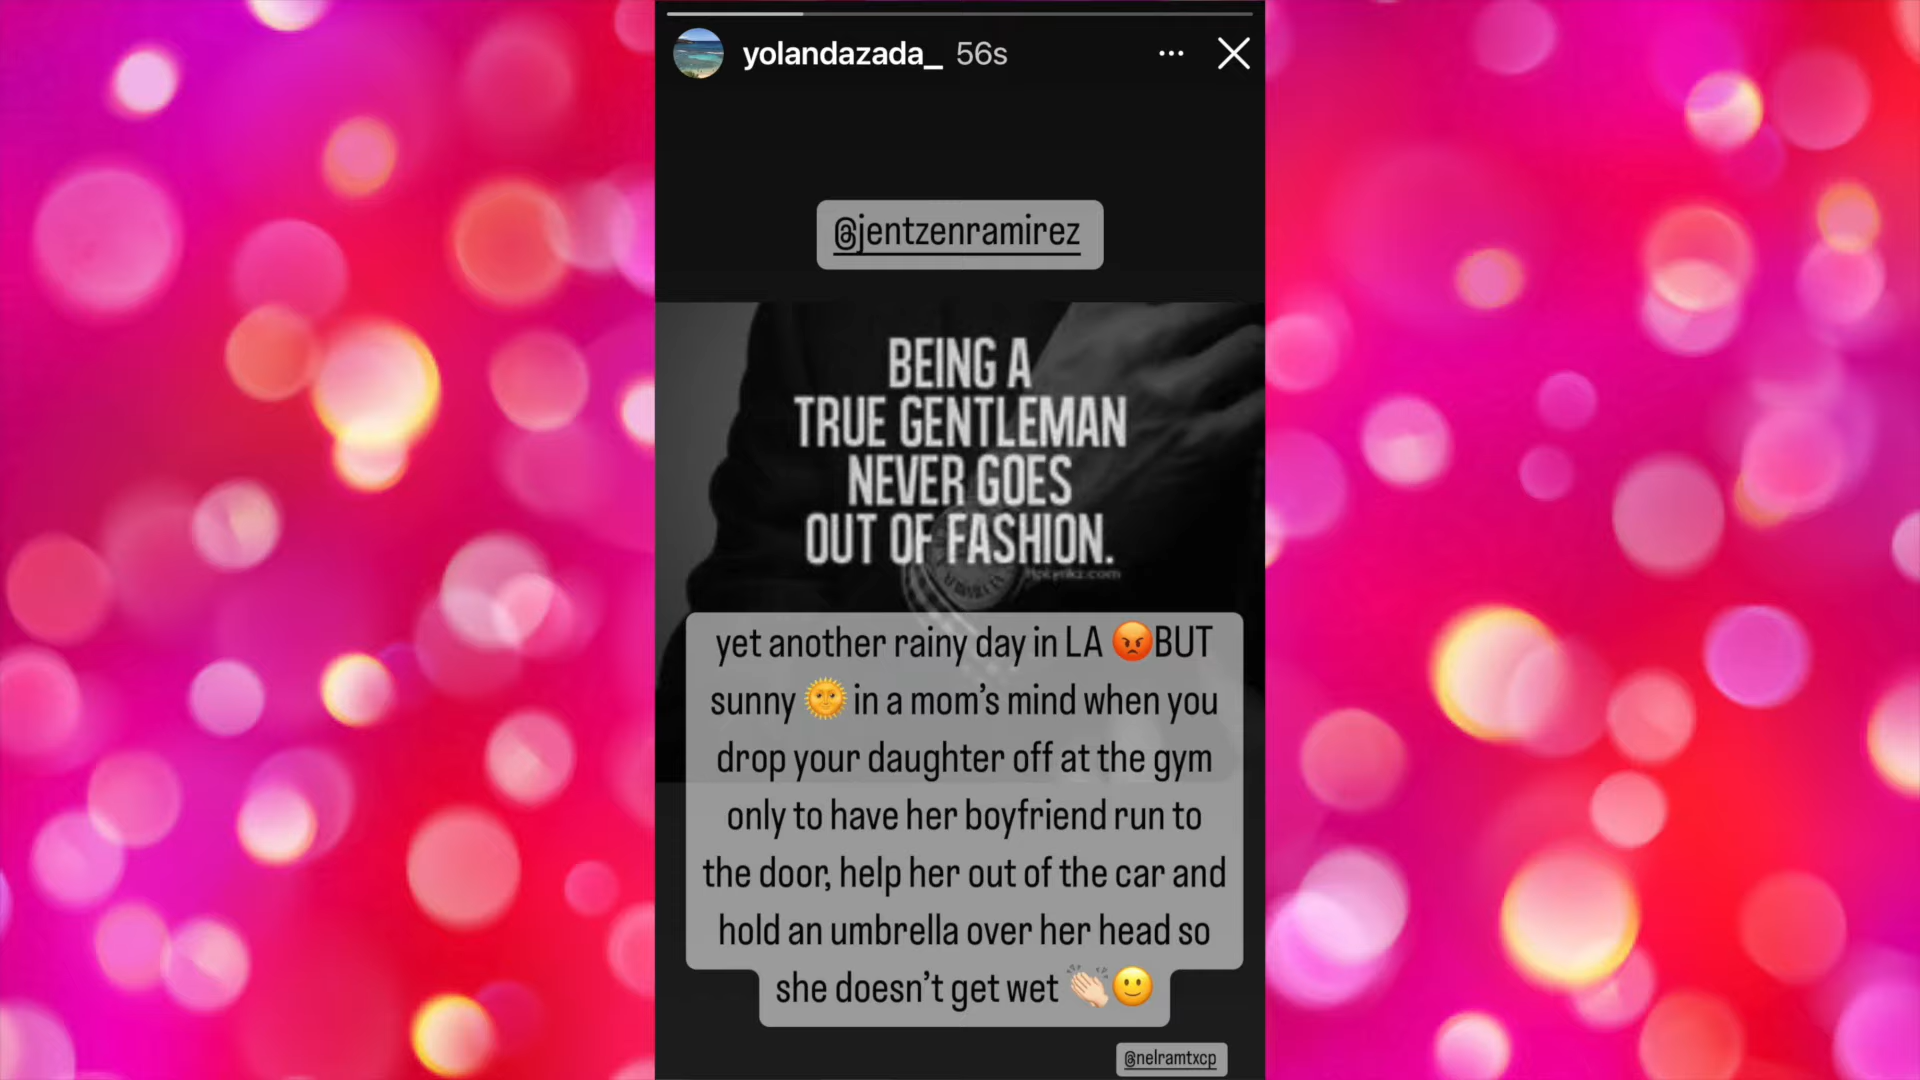 yolandazada_ 56s
@jentzenramirez
BEING A
TRUE GENTLEMAN
NEVER GOES
OUT OF FASHION.
yet another rainy day in LA 😡BUT
sunny 🌞 in a mom's mind when you
drop your daughter off at the gym
only to have her boyfriend run to
the door, help her out of the car and
hold an umbrella over her head so
she doesn't get wet 👏🏻🙂
@nelramtxcp